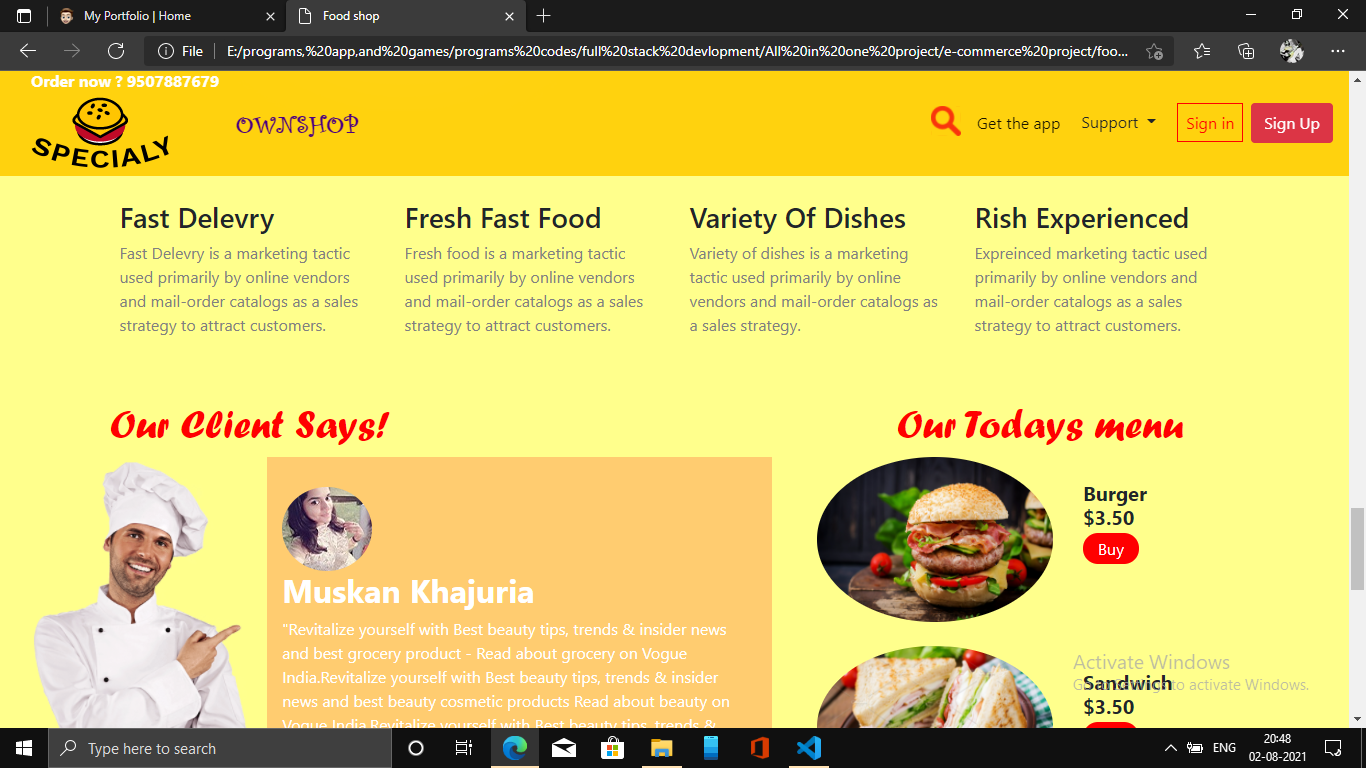 My Portfolio | Home
Food shop
File
E:/programs,%20app,and%20games/programs%20codes/full%20stack%20devlopment/All%20in%20one%20project/e-commerce%20project/foo...
Order now ? 9507887679
SPECIALY
OWNSHOP
Get the app
Support
Sign in
Sign Up
Fast Delevry
Fast Delevry is a marketing tactic
used primarily by online vendors
and mail-order catalogs as a sales
strategy to attract customers.
Fresh Fast Food
Fresh food is a marketing tactic
used primarily by online vendors
and mail-order catalogs as a sales
strategy to attract customers.
Variety Of Dishes
Variety of dishes is a marketing
tactic used primarily by online
vendors and mail-order catalogs as
a sales strategy.
Rish Experienced
Expreinced marketing tactic used
primarily by online vendors and
mail-order catalogs as a sales
strategy to attract customers.
Our Client Says!
Muskan Khajuria
"Revitalize yourself with Best beauty tips, trends & insider news
and best grocery product - Read about grocery on Vogue
India.Revitalize yourself with Best beauty tips, trends & insider
news and best beauty cosmetic products Read about beauty on
Vogue India.Revitalize yourself with Best beauty tips, trends &
Our Todays menu
Burger
$3.50
Buy
Sandwich
$3.50
Activate Windows
Go to Settings to activate Windows.
Type here to search
ENG
20:48
02-08-2021